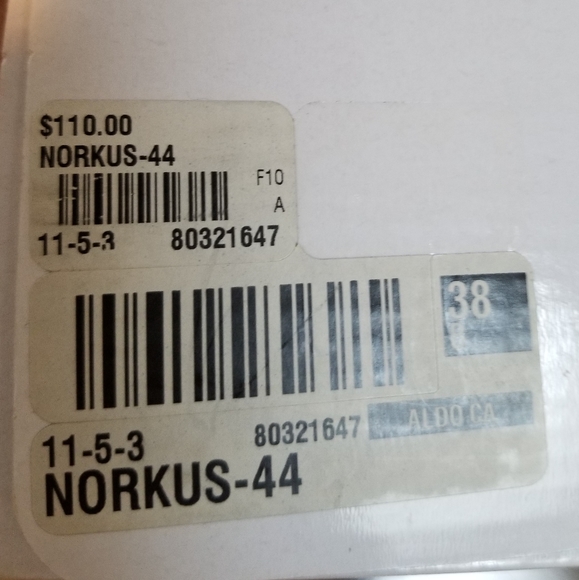 $110.00
NORKUS-44
F10
A
11-5-3 80321647
38
11-5-3 80321647 ALDO CA
NORKUS-44